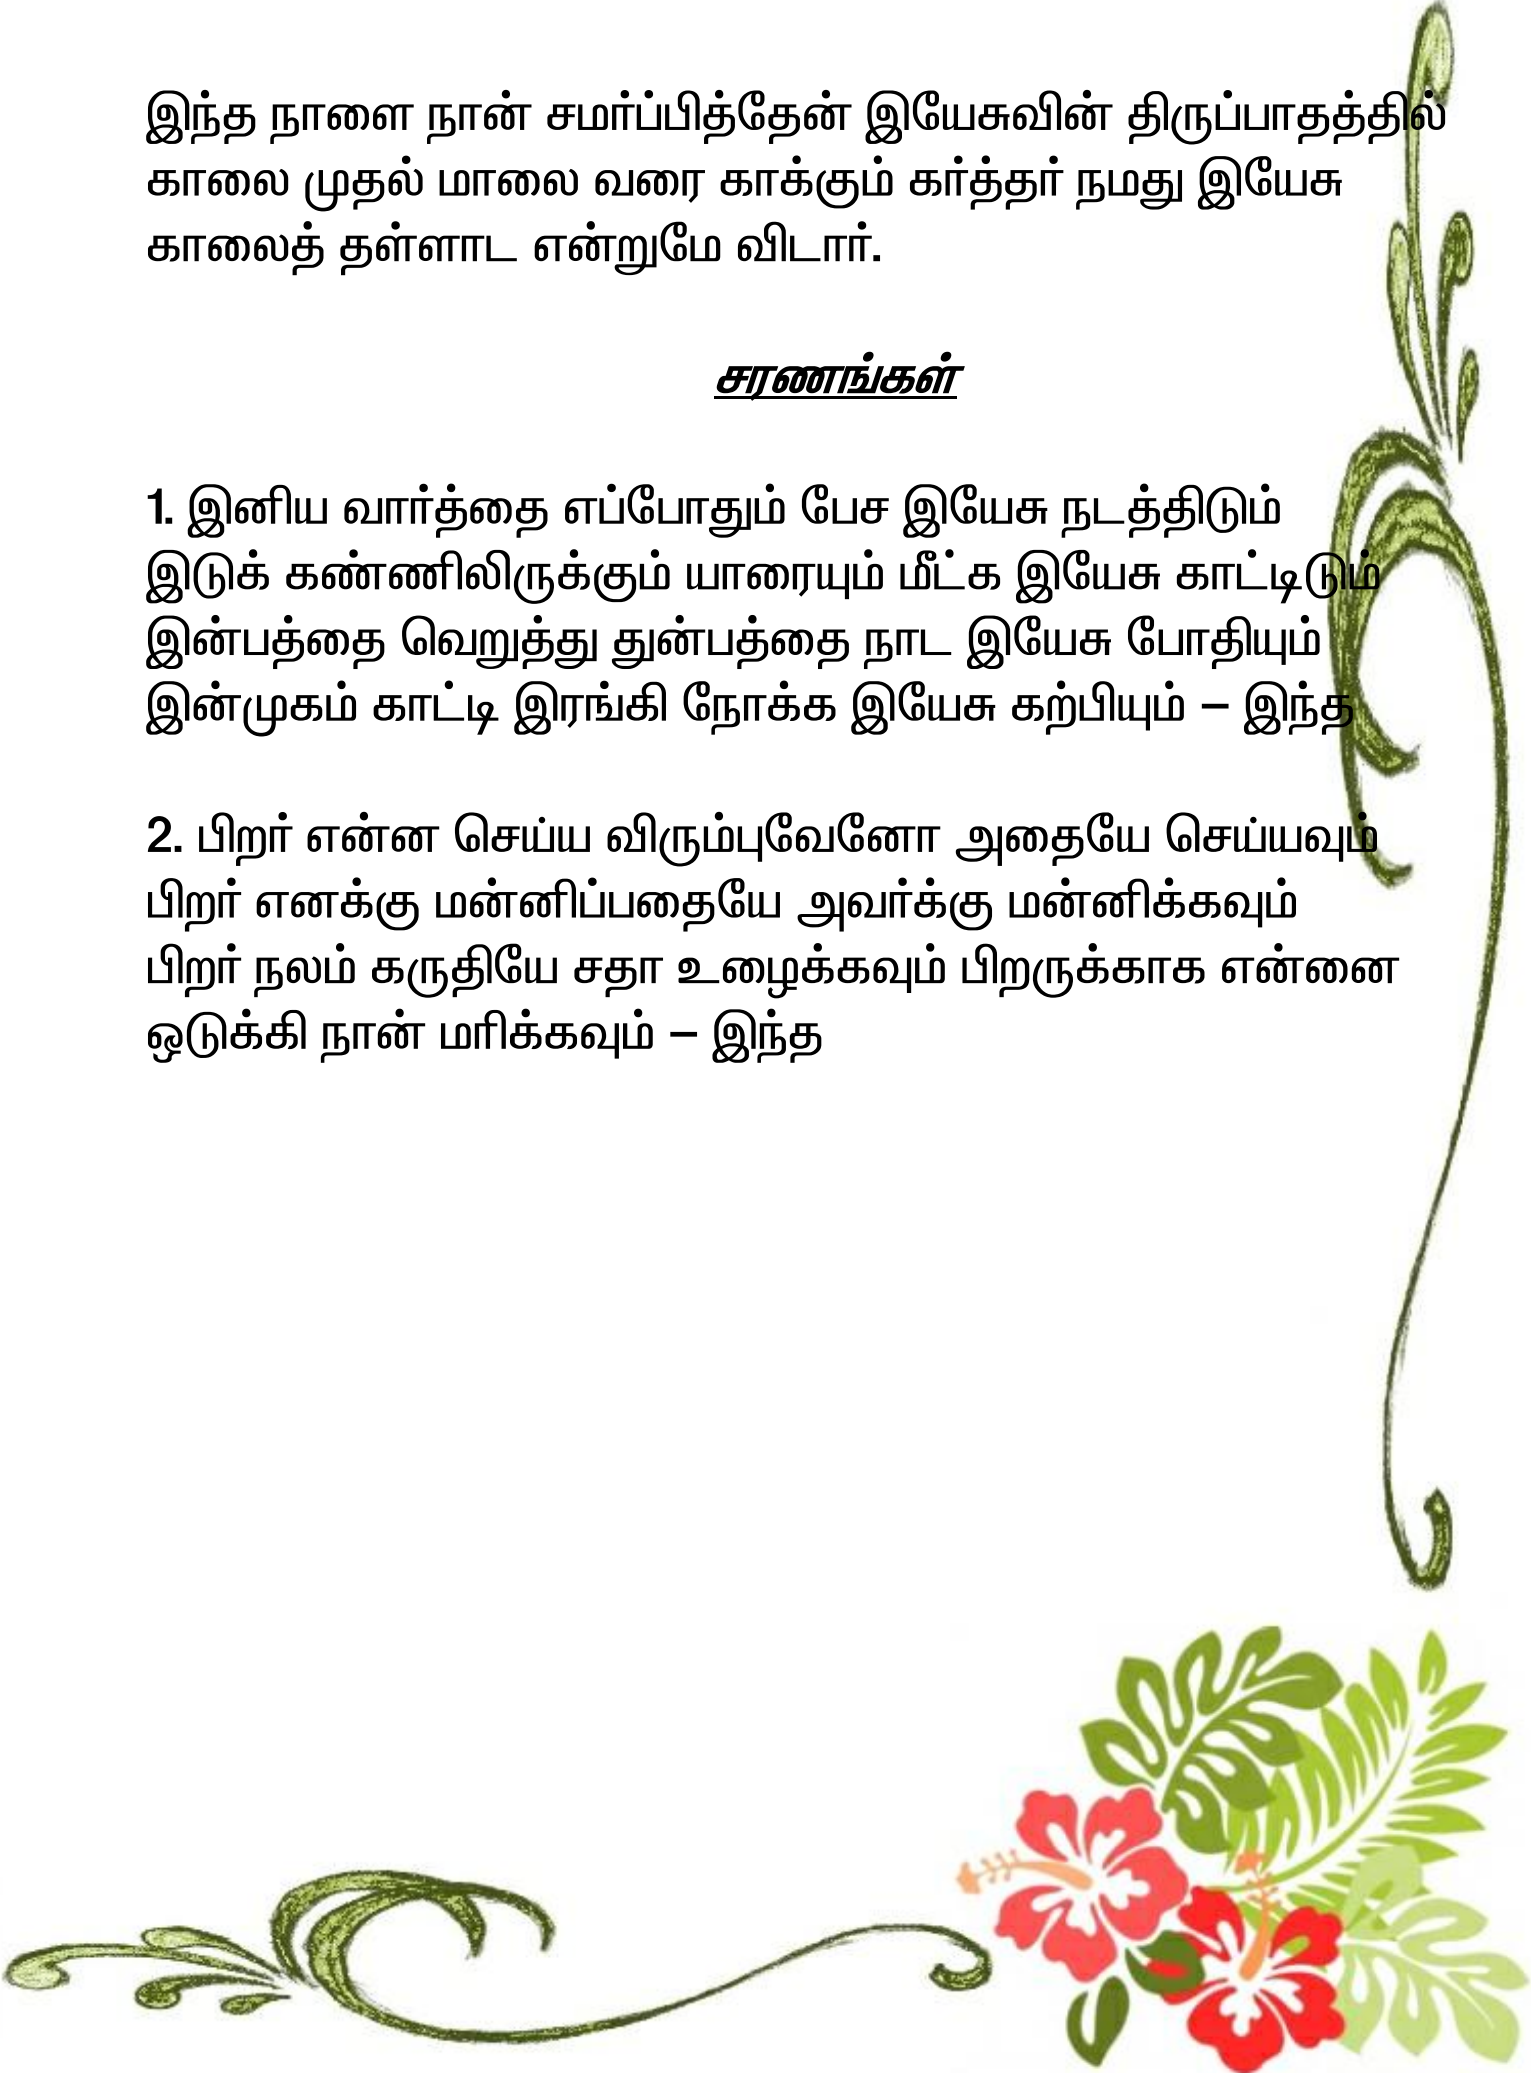 இந்த நாளை நான் சமர்ப்பித்தேன் இயேசுவின் திருப்பாதத்தில்
காலை முதல் மாலை வரை காக்கும் கர்த்தர் நமது இயேசு
காலைத் தள்ளாட என்றுமே விடார்.
சரணங்கள்
1. இனிய வார்த்தை எப்போதும் பேச இயேசு நடத்திடும்
இடுக் கண்ணிலிருக்கும் யாரையும் மீட்க இயேசு காட்டிடும்
இன்பத்தை வெறுத்து துன்பத்தை நாட இயேசு போதியும்
இன்முகம் காட்டி இரங்கி நோக்க இயேசு கற்பியும் – இந்த
2. பிறர் என்ன செய்ய விரும்புவேனோ அதையே செய்யவும்
பிறர் எனக்கு மன்னிப்பதையே அவர்க்கு மன்னிக்கவும்
பிறர் நலம் கருதியே சதா உழைக்கவும் பிறருக்காக என்னை
ஒடுக்கி நான் மரிக்கவும் – இந்த